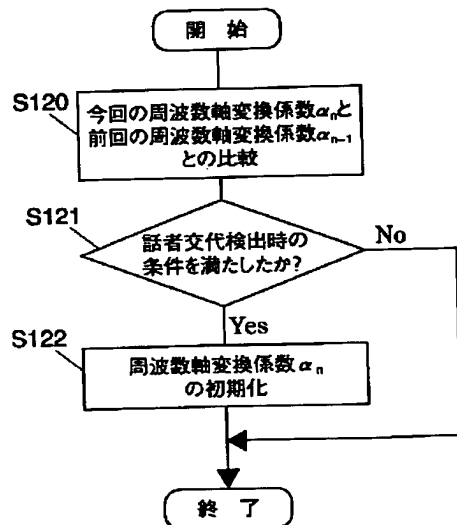 開 始
S120
今回の周波数軸変換係数αnと
前回の周波数軸変換係数αn-1
との比較
S121
話者交代検出時の
条件を満たしたか?
No
Yes
S122
周波数軸変換係数αn
の初期化
終 了